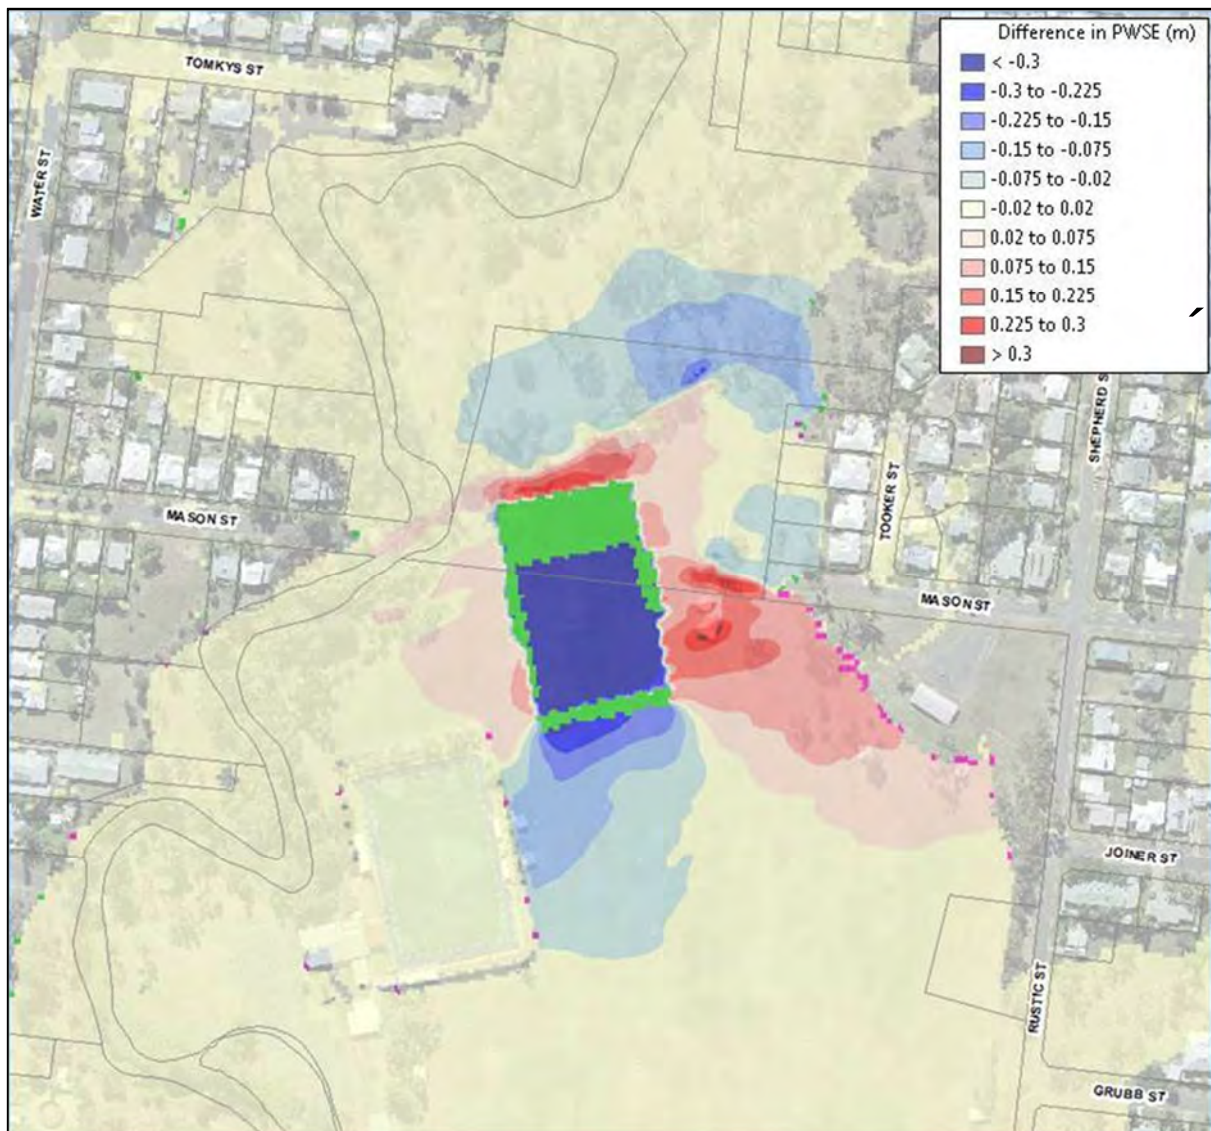 Difference in PWSE (m)
< -0.3
-0.3 to -0.225
-0.225 to -0.15
-0.15 to -0.075
-0.075 to -0.02
-0.02 to 0.02
0.02 to 0.075
0.075 to 0.15
0.15 to 0.225
0.225 to 0.3
> 0.3
TOMKYS ST
WATER ST
SHEPHERD S
TOOKER ST
MASON ST
MASON ST
JOINER ST
RUSTIC ST
GRUBB ST